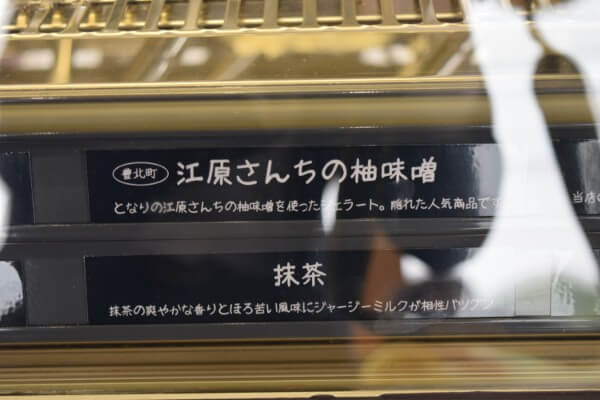 豊北町 江原さんちの柚味噌
となりの江原さんちの柚味噌を使ったジェラート。隠れた人気商品です 当店の
抹茶
抹茶の爽やかな香りとほろ苦い風味にジャージーミルクが相性バツグン